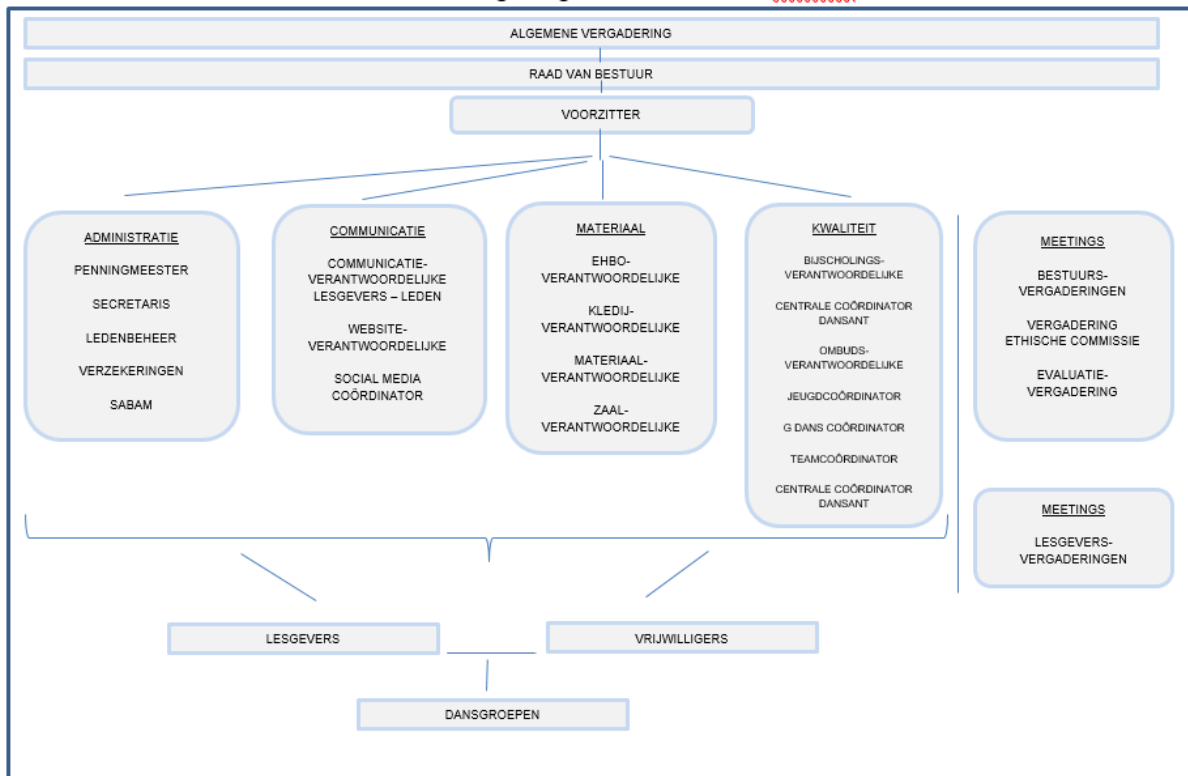 ALGEMENE VERGADERING
RAAD VAN BESTUUR
VOORZITTER
ADMINISTRATIE
PENNINGMEESTER
SECRETARIS
LEDENBEHEER
VERZEKERINGEN
SABAM
COMMUNICATIE
COMMUNICATIE-
VERANTWOORDELIJKE
LESGEVERS – LEDEN
WEBSITE-
VERANTWOORDELIJKE
SOCIAL MEDIA
COÖRDINATOR
MATERIAAL
EHBO-
VERANTWOORDELIJKE
KLEDIJ-
VERANTWOORDELIJKE
MATERIAAL-
VERANTWOORDELIJKE
ZAAL-
VERANTWOORDELIJKE
KWALITEIT
BIJSCHOLINGS-
VERANTWOORDELIJKE
CENTRALE COÖRDINATOR
DANSANT
OMBUDS-
VERANTWOORDELIJKE
JEUGDCOÖRDINATOR
G DANS COÖRDINATOR
TEAMCOÖRDINATOR
CENTRALE COÖRDINATOR
DANSANT
MEETINGS
BESTUURS-
VERGADERINGEN
VERGADERING
ETHISCHE COMMISSIE
EVALUATIE-
VERGADERING
MEETINGS
LESGEVERS-
VERGADERINGEN
LESGEVERS
VRIJWILLIGERS
DANSGROEPEN